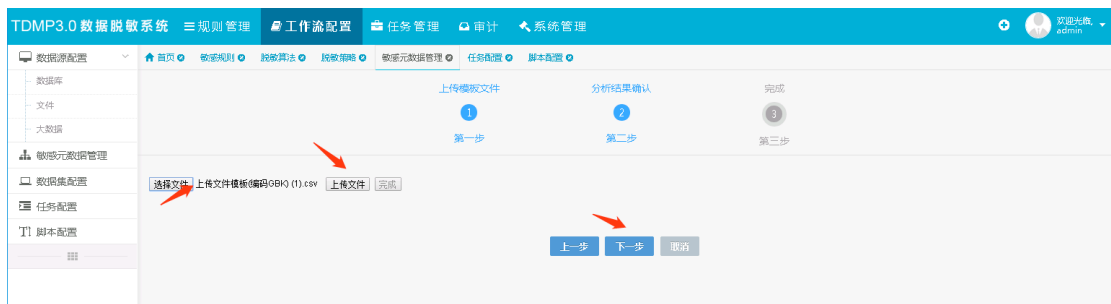 TDMP3.0 数据脱敏系统 规则管理 工作流配置 任务管理 审计 系统管理 欢迎光临,
admin
数据源配置 首页 敏感规则 脱敏算法 脱敏策略 敏感元数据管理 任务配置 脚本配置
数据库
文件
大数据
敏感元数据管理
数据集配置
任务配置
脚本配置
上传模板文件 分析结果确认 完成
1 2 3
第一步 第二步 第三步
选择文件 上传文件模板(编码GBK) (1).csv 上传文件 完成
上一步 下一步 取消